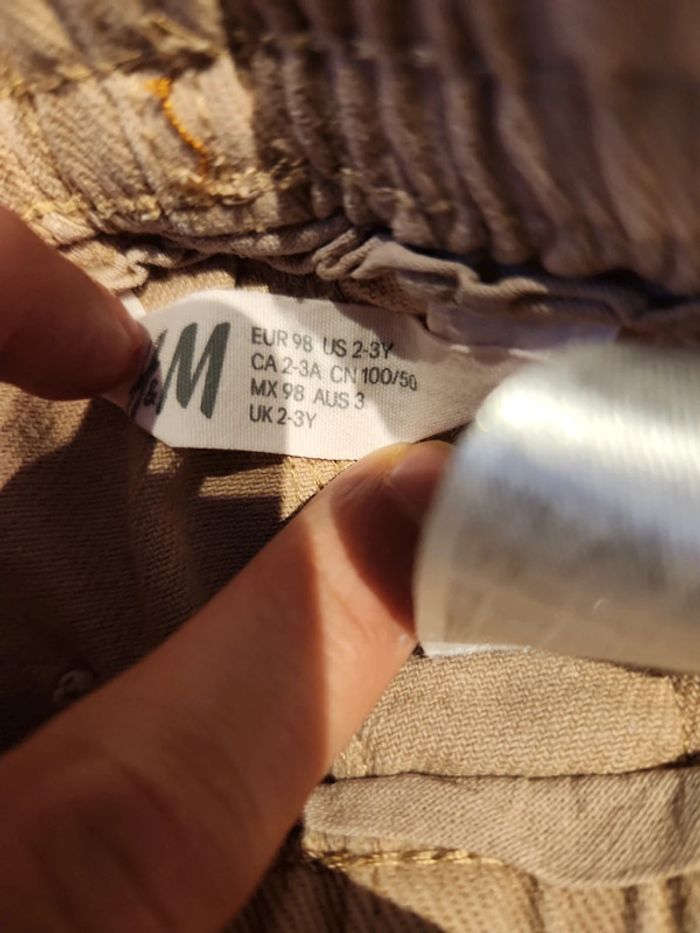 &M
EUR 98 US 2-3Y
CA 2-3A CN 100/50
MX 98 AUS 3
UK 2-3Y